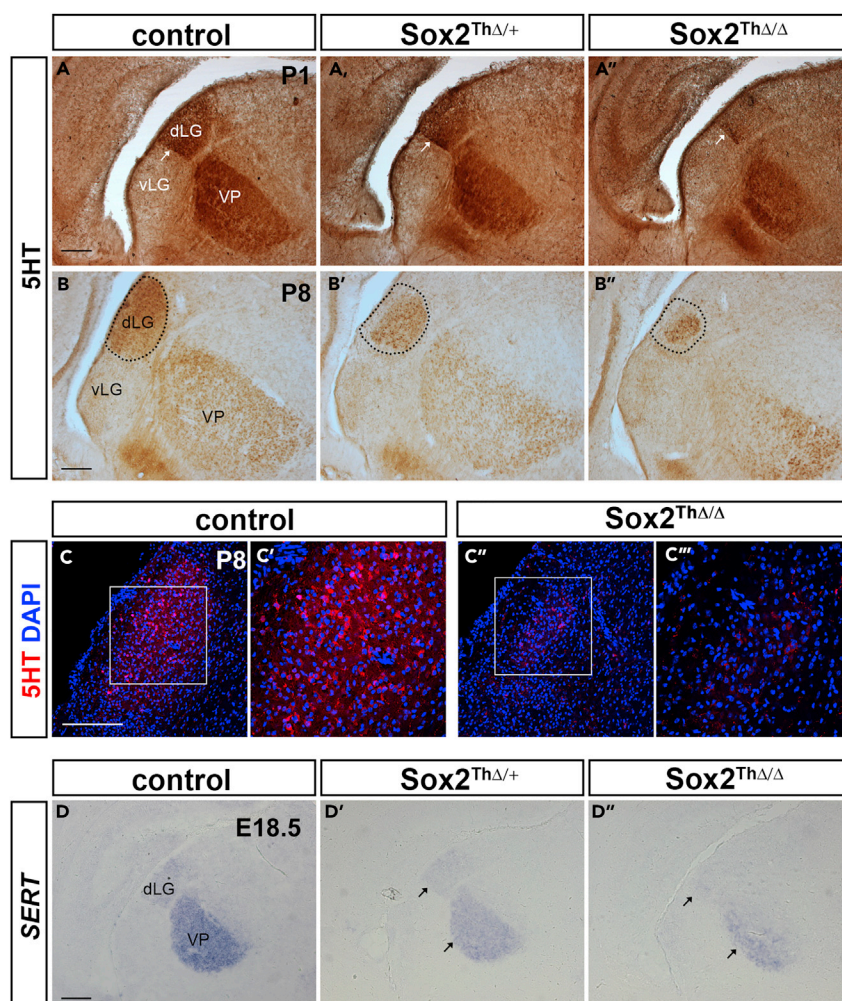 control Sox2ThΔ/+ Sox2ThΔ/Δ
5HT
A P1 A, A"
dLG
vLG
VP
B P8 B' B"
dLG
vLG
VP
control Sox2ThΔ/Δ
5HT DAPI
C P8 C' C" C"'
control Sox2ThΔ/+ Sox2ThΔ/Δ
SERT
D E18.5 D' D"
dLG
VP